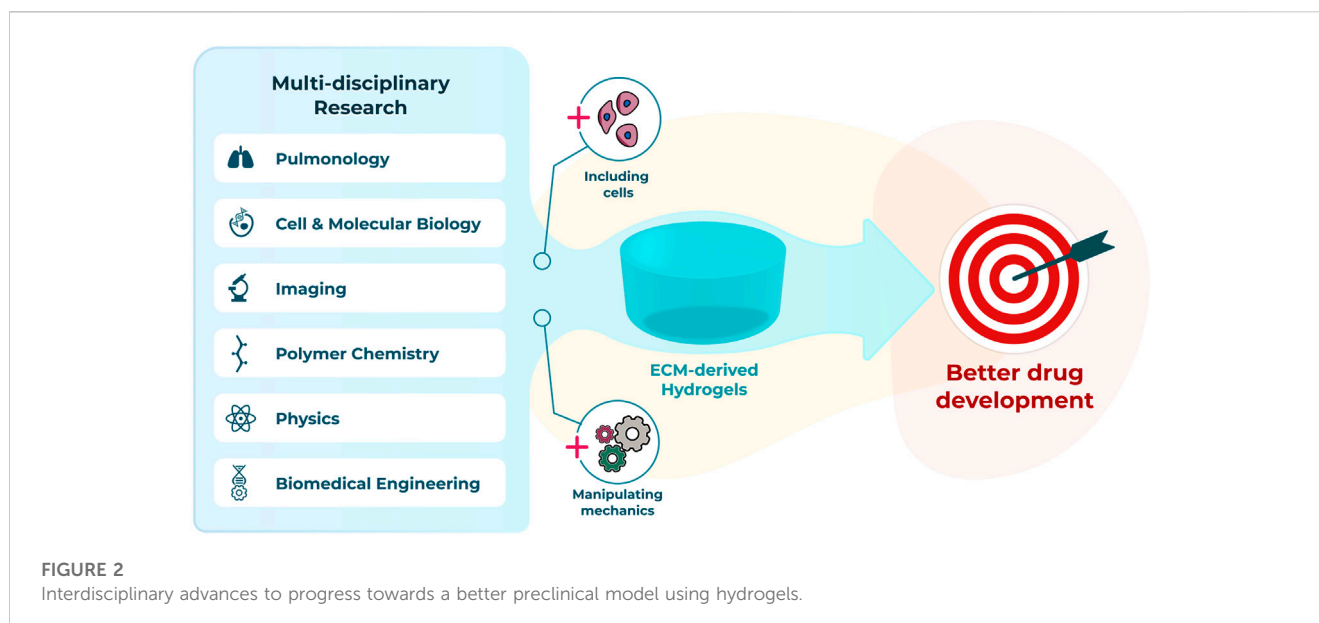 Multi-disciplinary
Research
Pulmonology
Cell & Molecular Biology
Imaging
Polymer Chemistry
Physics
Biomedical Engineering
Including
cells
ECM-derived
Hydrogels
Manipulating
mechanics
Better drug
development
FIGURE 2
Interdisciplinary advances to progress towards a better preclinical model using hydrogels.